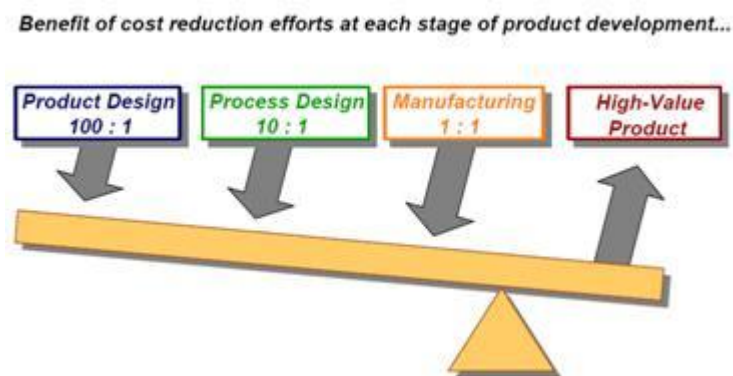 Benefit of cost reduction efforts at each stage of product development...
Product Design
100 : 1
Process Design
10 : 1
Manufacturing
1 : 1
High-Value
Product